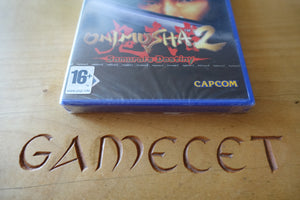 ONIMUSHA 2
Samurai's Destiny
16+
CAPCOM
GAMECET